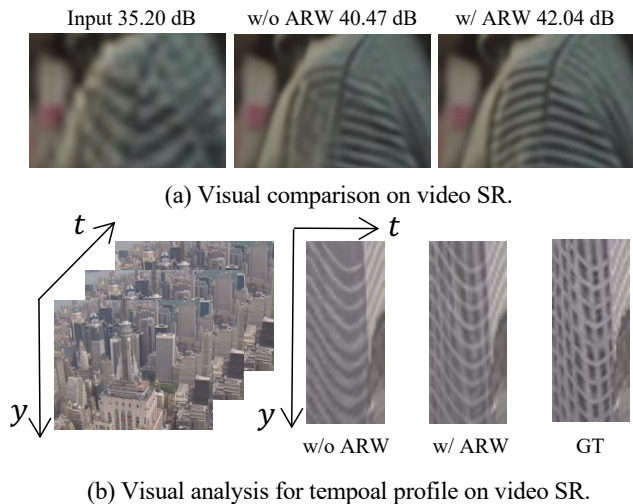 Input 35.20 dB w/o ARW 40.47 dB w/ ARW 42.04 dB
(a) Visual comparison on video SR.
t
y
t
y
w/o ARW w/ ARW GT
(b) Visual analysis for tempoal profile on video SR.